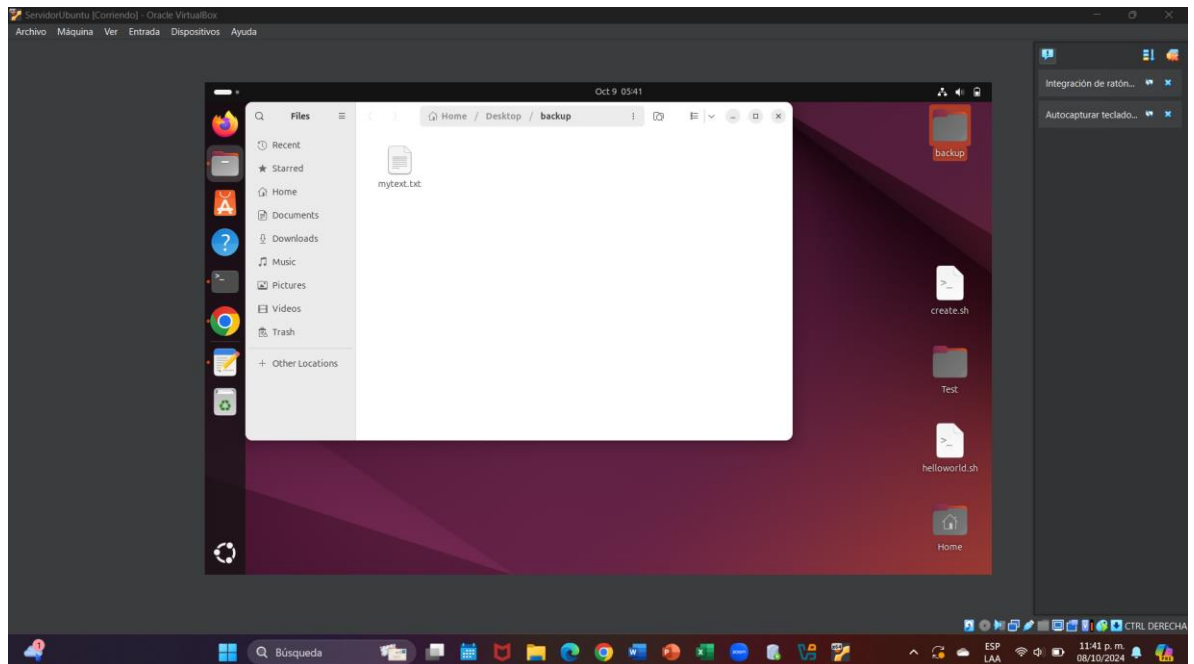 ServidorUbuntu [Corriendo] - Oracle VirtualBox
Archivo Máquina Ver Entrada Dispositivos Ayuda
Integración de ratón...
Autocapturar teclado...
Oct 9 05:41
Files
Home / Desktop / backup
Recent
Starred
Home
Documents
Downloads
Music
Pictures
Videos
Trash
+ Other Locations
mytext.txt
backup
create.sh
Test
helloworld.sh
Home
CTRL DERECHA
1
Búsqueda
ESP
LAA
11:41 p. m.
08/10/2024